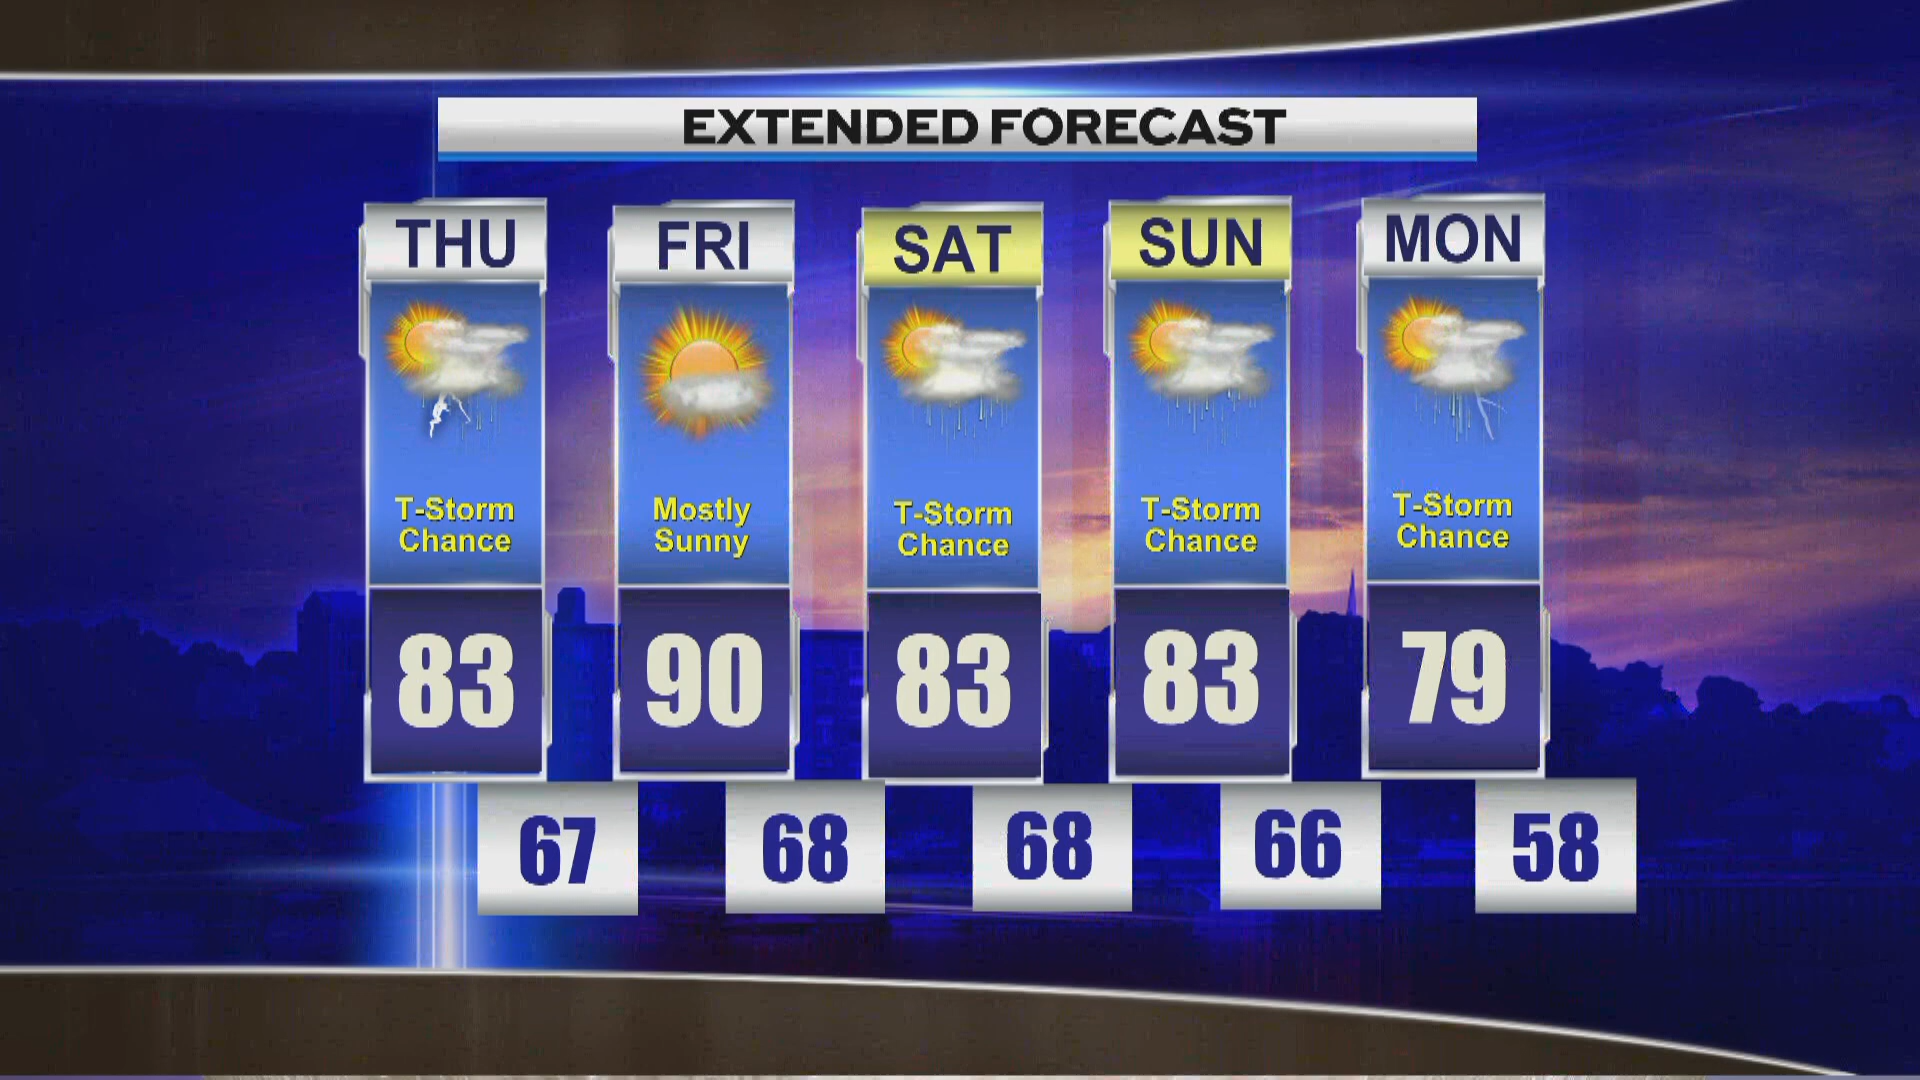 EXTENDED FORECAST
THU
FRI
SAT
SUN
MON
T-Storm
Chance
Mostly
Sunny
T-Storm
Chance
T-Storm
Chance
T-Storm
Chance
83
90
83
83
79
67
68
68
66
58